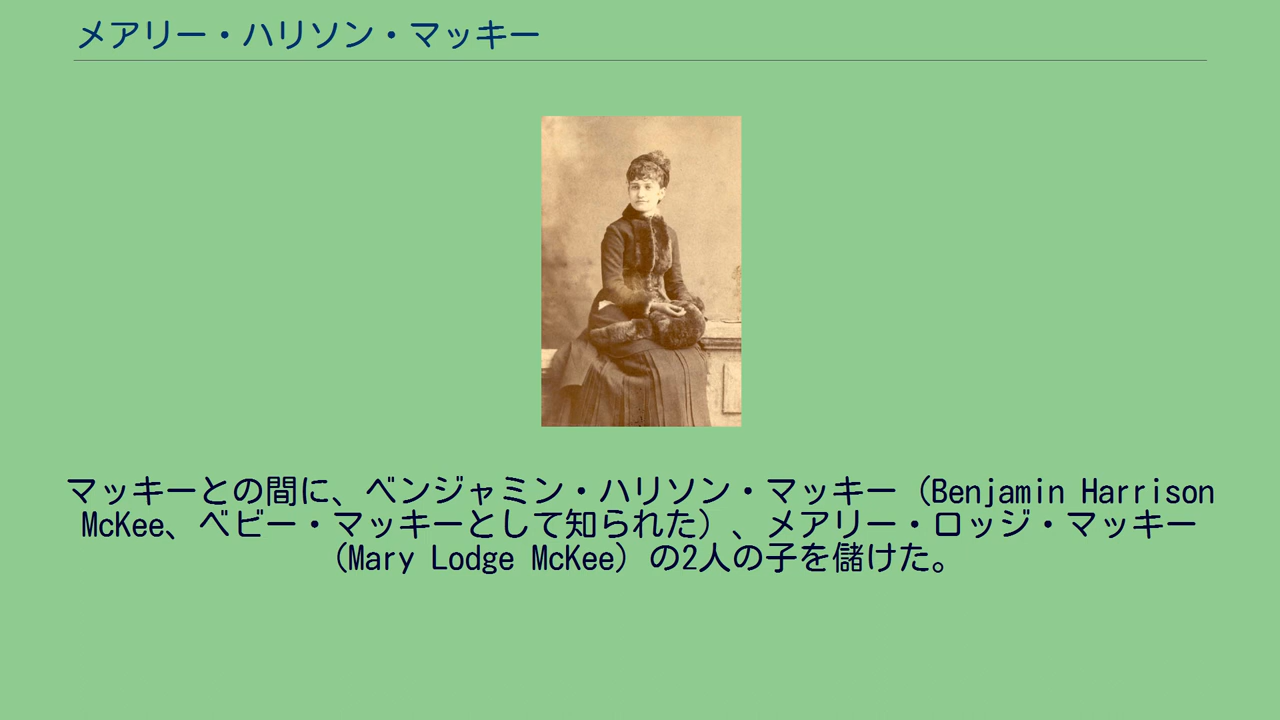 メアリー・ハリソン・マッキー
マッキーとの間に、ベンジャミン・ハリソン・マッキー（Benjamin Harrison
McKee、ベビー・マッキーとして知られた）、メアリー・ロッジ・マッキー
（Mary Lodge McKee）の2人の子を儲けた。